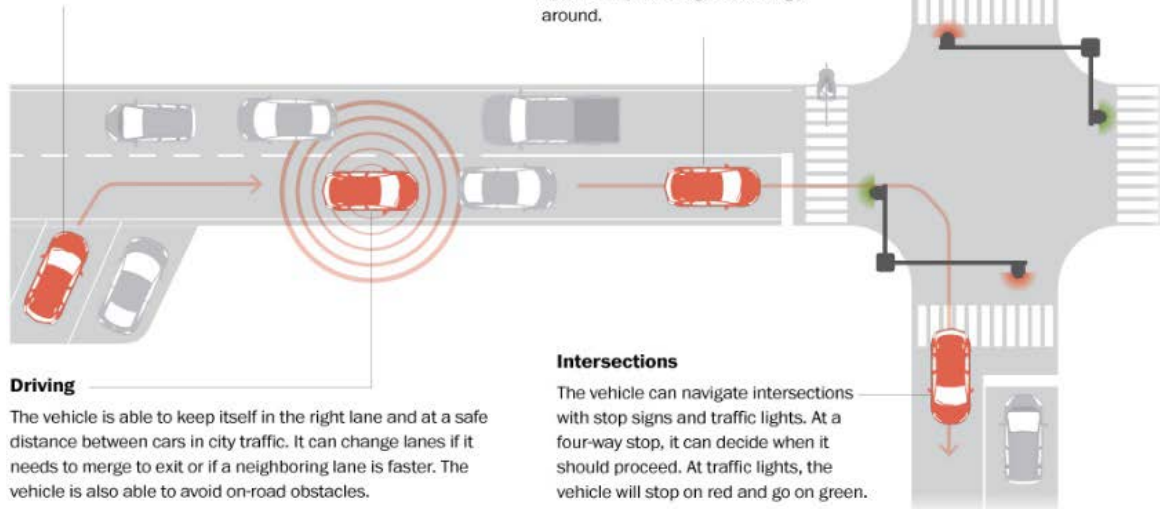 around.
Driving
The vehicle is able to keep itself in the right lane and at a safe
distance between cars in city traffic. It can change lanes if it
needs to merge to exit or if a neighboring lane is faster. The
vehicle is also able to avoid on-road obstacles.
Intersections
The vehicle can navigate intersections
with stop signs and traffic lights. At a
four-way stop, it can decide when it
should proceed. At traffic lights, the
vehicle will stop on red and go on green.